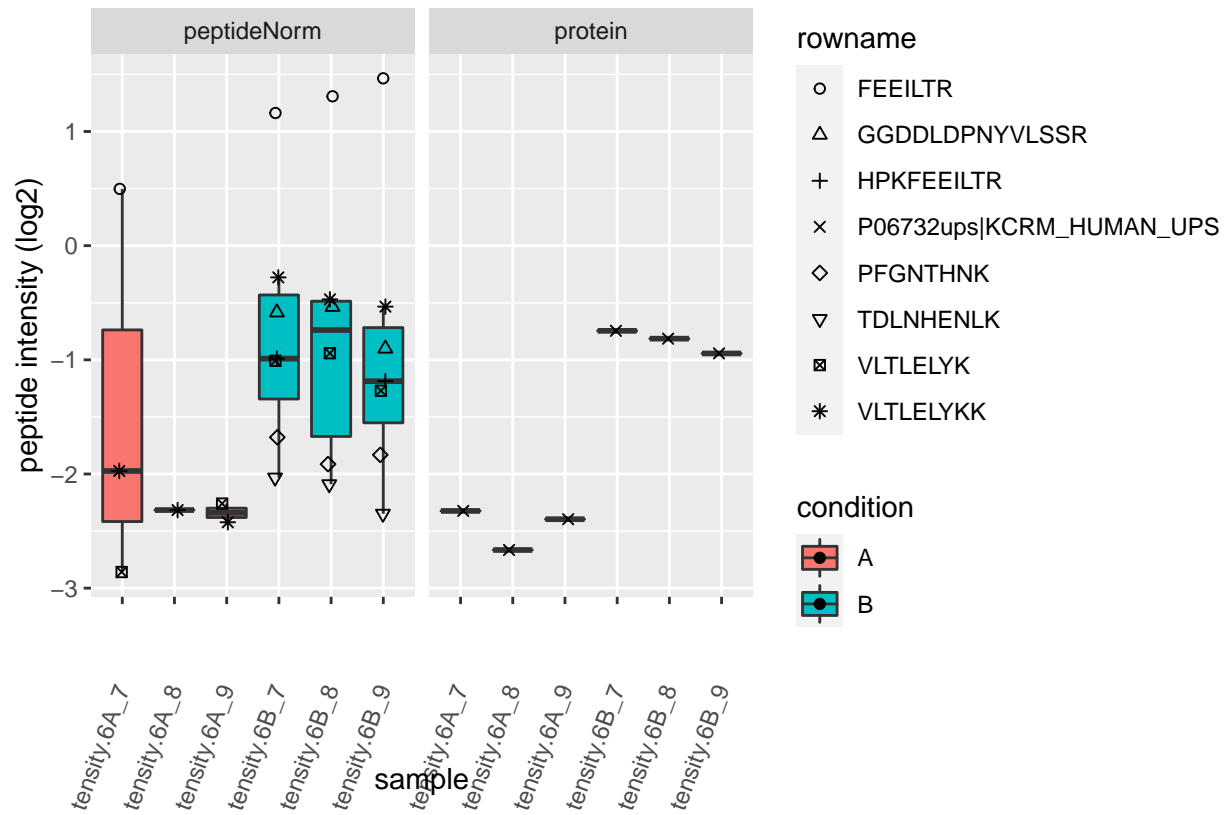 peptideNorm
protein
peptide intensity (log2)
1
0
−1
−2
−3
tensity.6A_7
tensity.6A_8
tensity.6A_9
tensity.6B_7
tensity.6B_8
tensity.6B_9
tensity.6A_7
tensity.6A_8
tensity.6A_9
tensity.6B_7
tensity.6B_8
tensity.6B_9
sample
rowname
FEEILTR
GGDDLDPNYVLSSR
HPKFEEILTR
P06732ups|KCRM_HUMAN_UPS
PFGNTHNK
TDLNHENLK
VLTLELYK
VLTLELYKK
condition
A
B